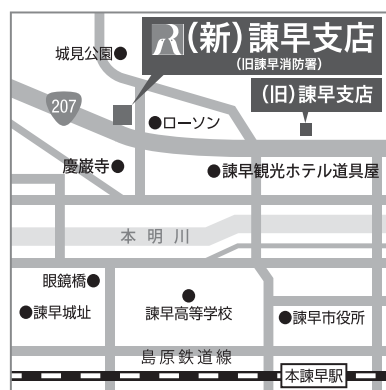 城見公園
(新)諫早支店
(旧諫早消防署)
207
(旧)諫早支店
ローソン
慶巖寺
諫早観光ホテル道具屋
本明川
眼鏡橋
諫早高等学校
諫早城址
諫早市役所
島原鉄道線
本諫早駅